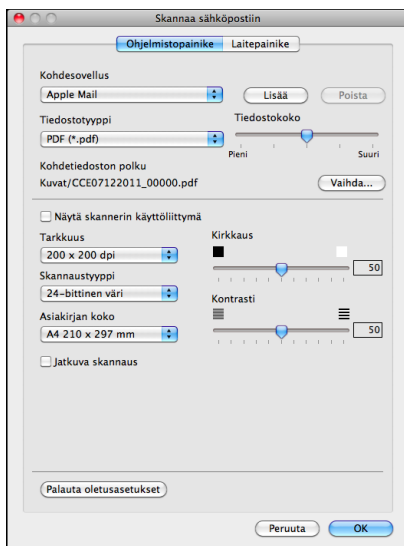 Skannaa sähköpostiin
Ohjelmistopainike Laitepainike
Kohdesovellus
Apple Mail Lisää Poista
Tiedostotyyppi Tiedostokoko
PDF (*.pdf)
Pieni Suuri
Kohdetiedoston polku
Kuvat/CCE07122011_00000.pdf Vaihda...
Näytä skannerin käyttöliittymä
Tarkkuus Kirkkaus
200 x 200 dpi
50
Skannaustyyppi
24-bittinen väri Kontrasti
Asiakirjan koko
A4 210 x 297 mm 50
Jatkuva skannaus
Palauta oletusasetukset
Peruuta OK